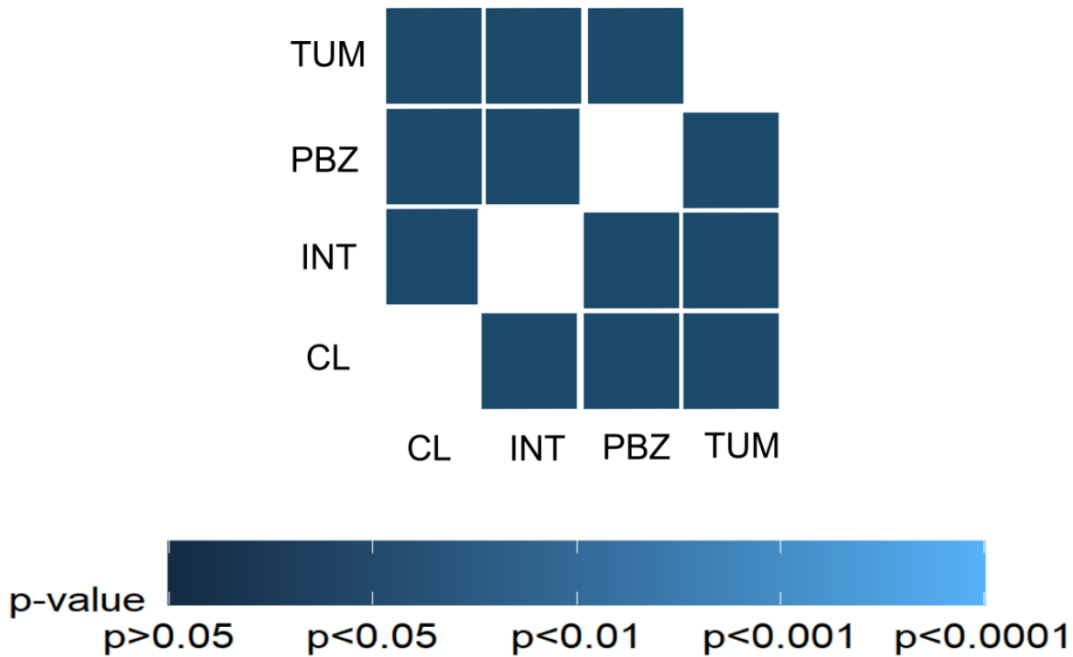 TUM
PBZ
INT
CL
CL INT PBZ TUM
p-value
p>0.05 p<0.05 p<0.01 p<0.001 p<0.0001